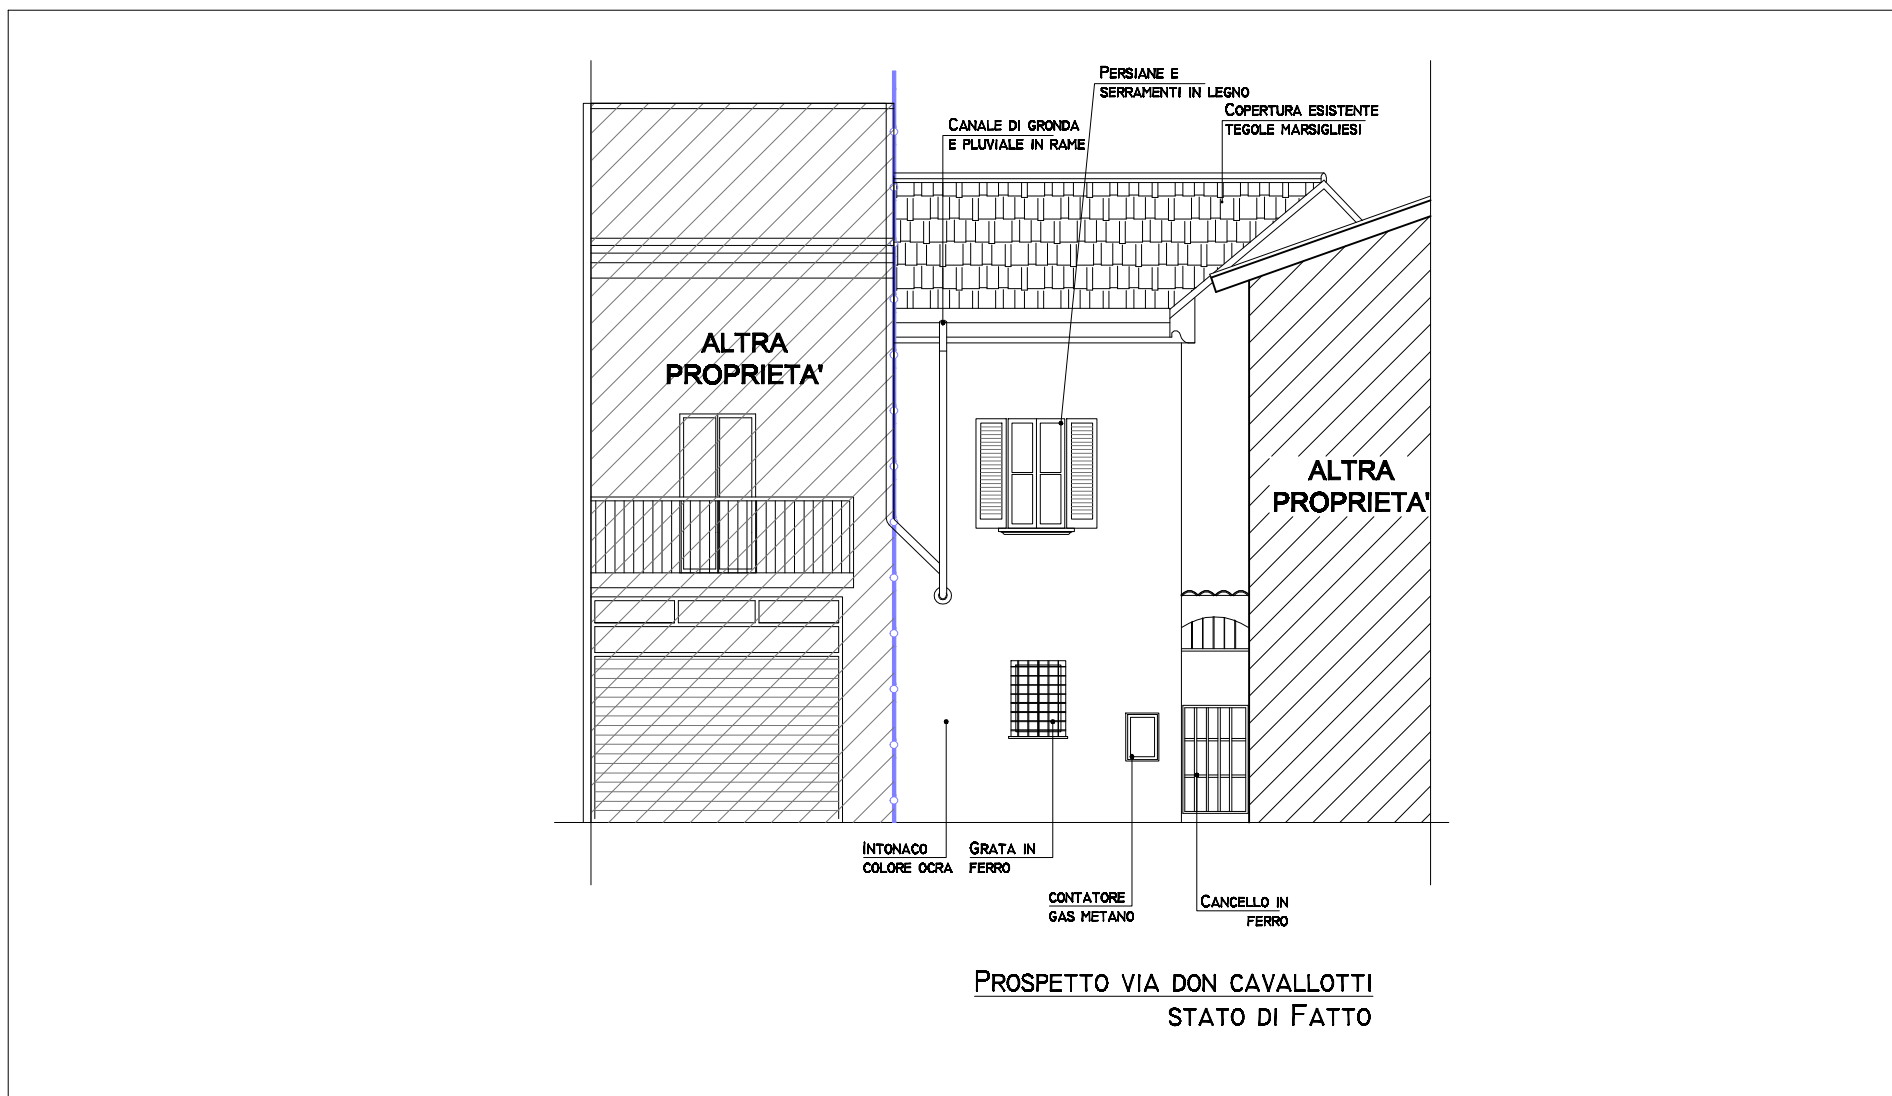 Persiane e
serramenti in legno
Copertura esistente
tegole marsigliesi
Canale di gronda
e pluviale in rame
ALTRA
PROPRIETA'
ALTRA
PROPRIETA'
Intonaco
colore ocra
Grata in
ferro
contatore
gas metano
Cancello in
ferro
Prospetto via don cavallotti
stato di Fatto